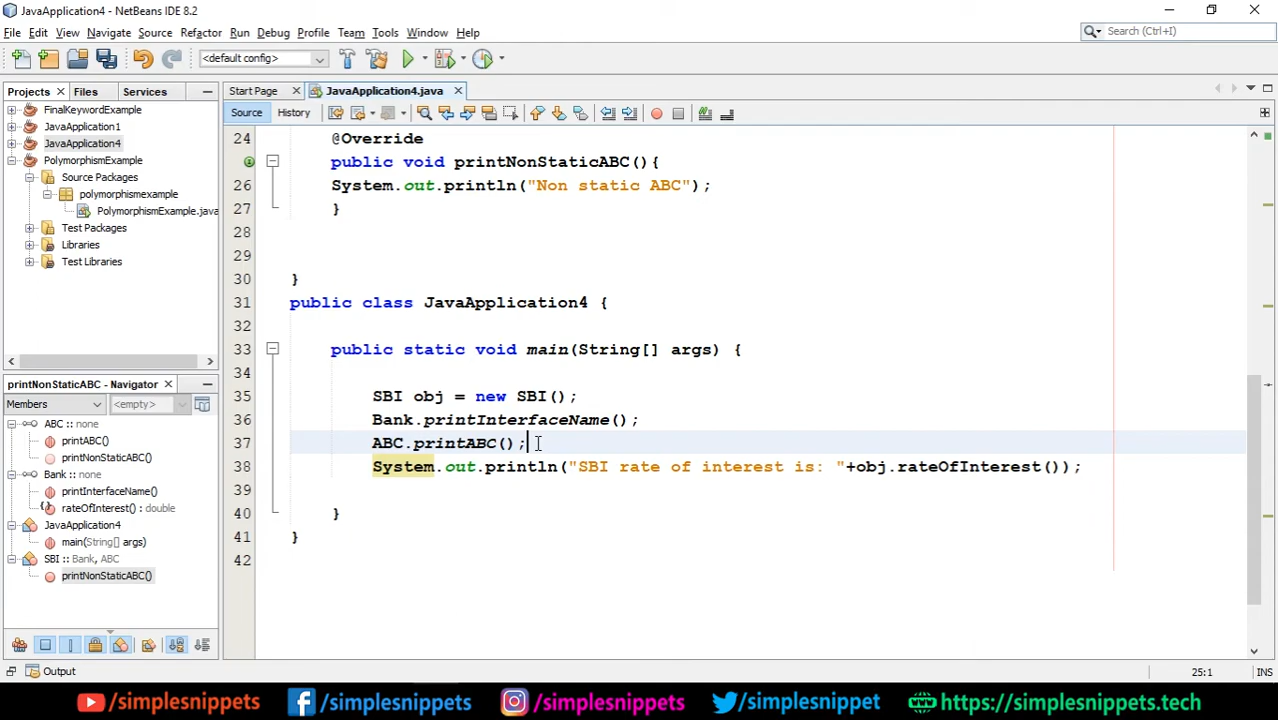 JavaApplication4 - NetBeans IDE 8.2
File Edit View Navigate Source Refactor Run Debug Profile Team Tools Window Help
Search (Ctrl+I)
<default config>
Projects Files Services
Start Page JavaApplication4.java
Source History
FinalKeywordExample
JavaApplication1
JavaApplication4
PolymorphismExample
Source Packages
polymorphismexample
PolymorphismExample.java
Test Packages
Libraries
Test Libraries
printNonStaticABC() - Navigator
Members <empty>
ABC :: none
printABC()
printNonStaticABC()
Bank :: none
printInterfaceName()
rateOfInterest() : double
JavaApplication4
main(String[] args)
SBI :: Bank, ABC
printNonStaticABC()
24 @Override
public void printNonStaticABC(){
26 System.out.println("Non static ABC");
27 }
28
29
30 }
31 public class JavaApplication4 {
32
33 public static void main(String[] args) {
34
35 SBI obj = new SBI();
36 Bank.printInterfaceName();
37 ABC.printABC();
38 System.out.println("SBI rate of interest is: "+obj.rateOfInterest());
39
40 }
41 }
42
Output
25:1 INS
/simplesnippets /simplesnippets /simplesnippets /simplesnippets https://simplesnippets.tech